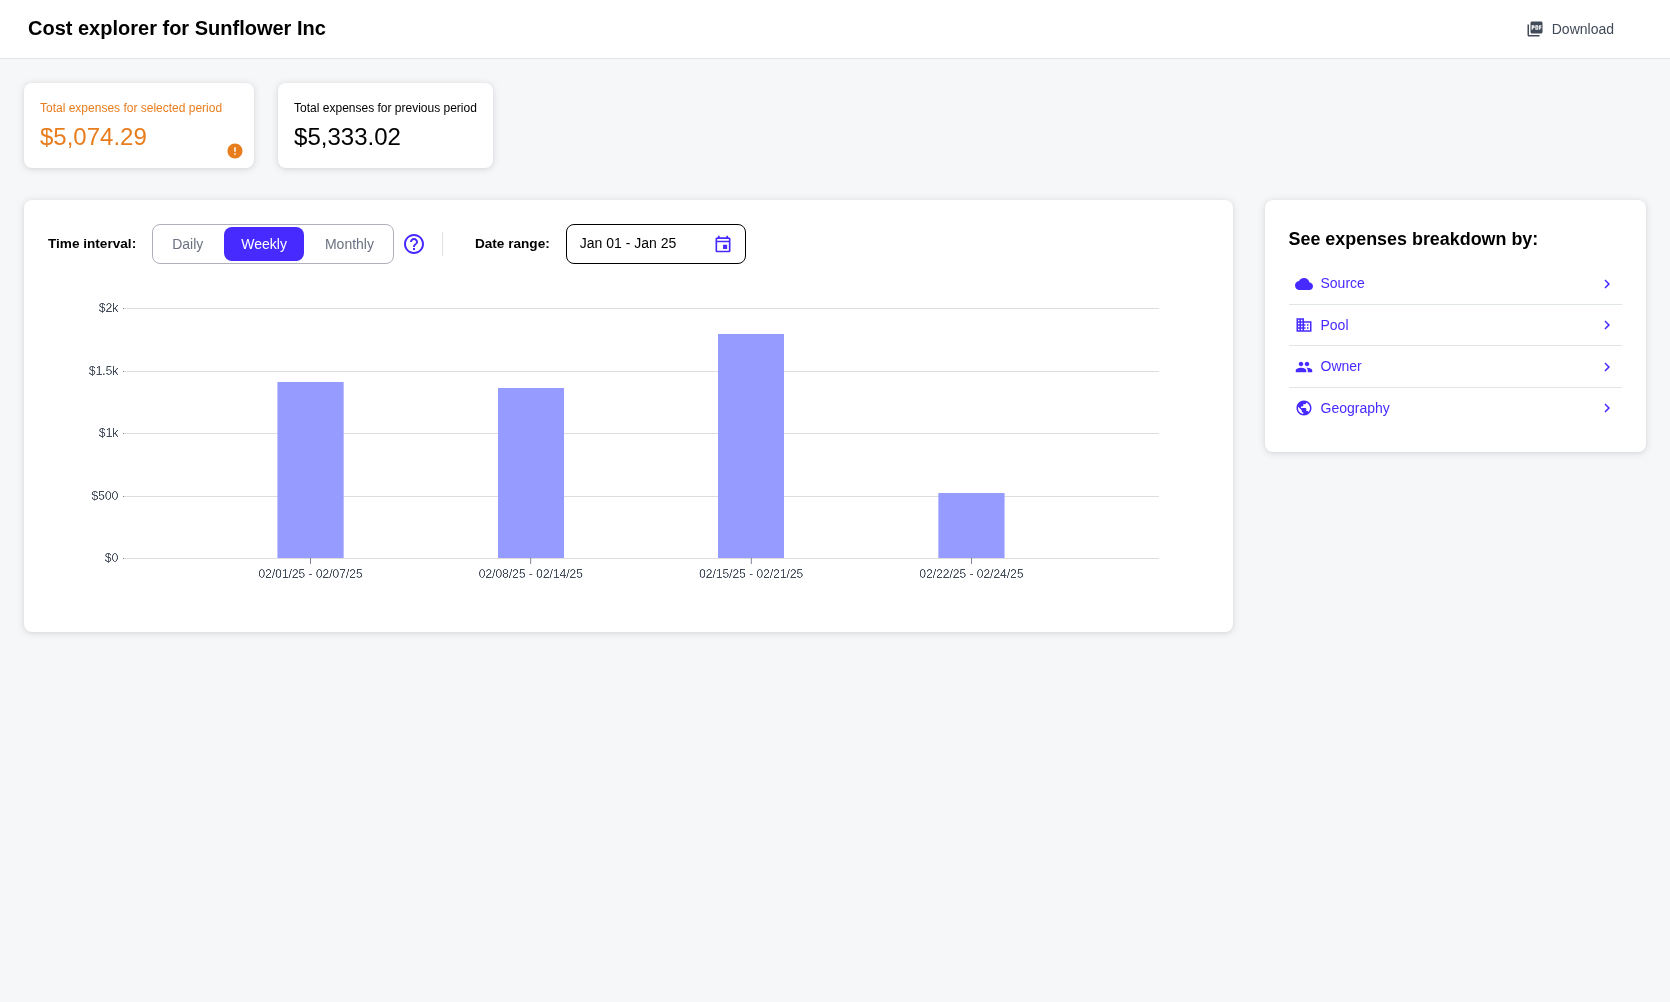 Cost explorer for Sunflower Inc
PDF Download
Total expenses for selected period
$5,074.29
Total expenses for previous period
$5,333.02
Time interval: Daily Weekly Monthly
Date range: Jan 01 - Jan 25
$2k
$1.5k
$1k
$500
$0
02/01/25 - 02/07/25 02/08/25 - 02/14/25 02/15/25 - 02/21/25 02/22/25 - 02/24/25
See expenses breakdown by:
Source
Pool
Owner
Geography